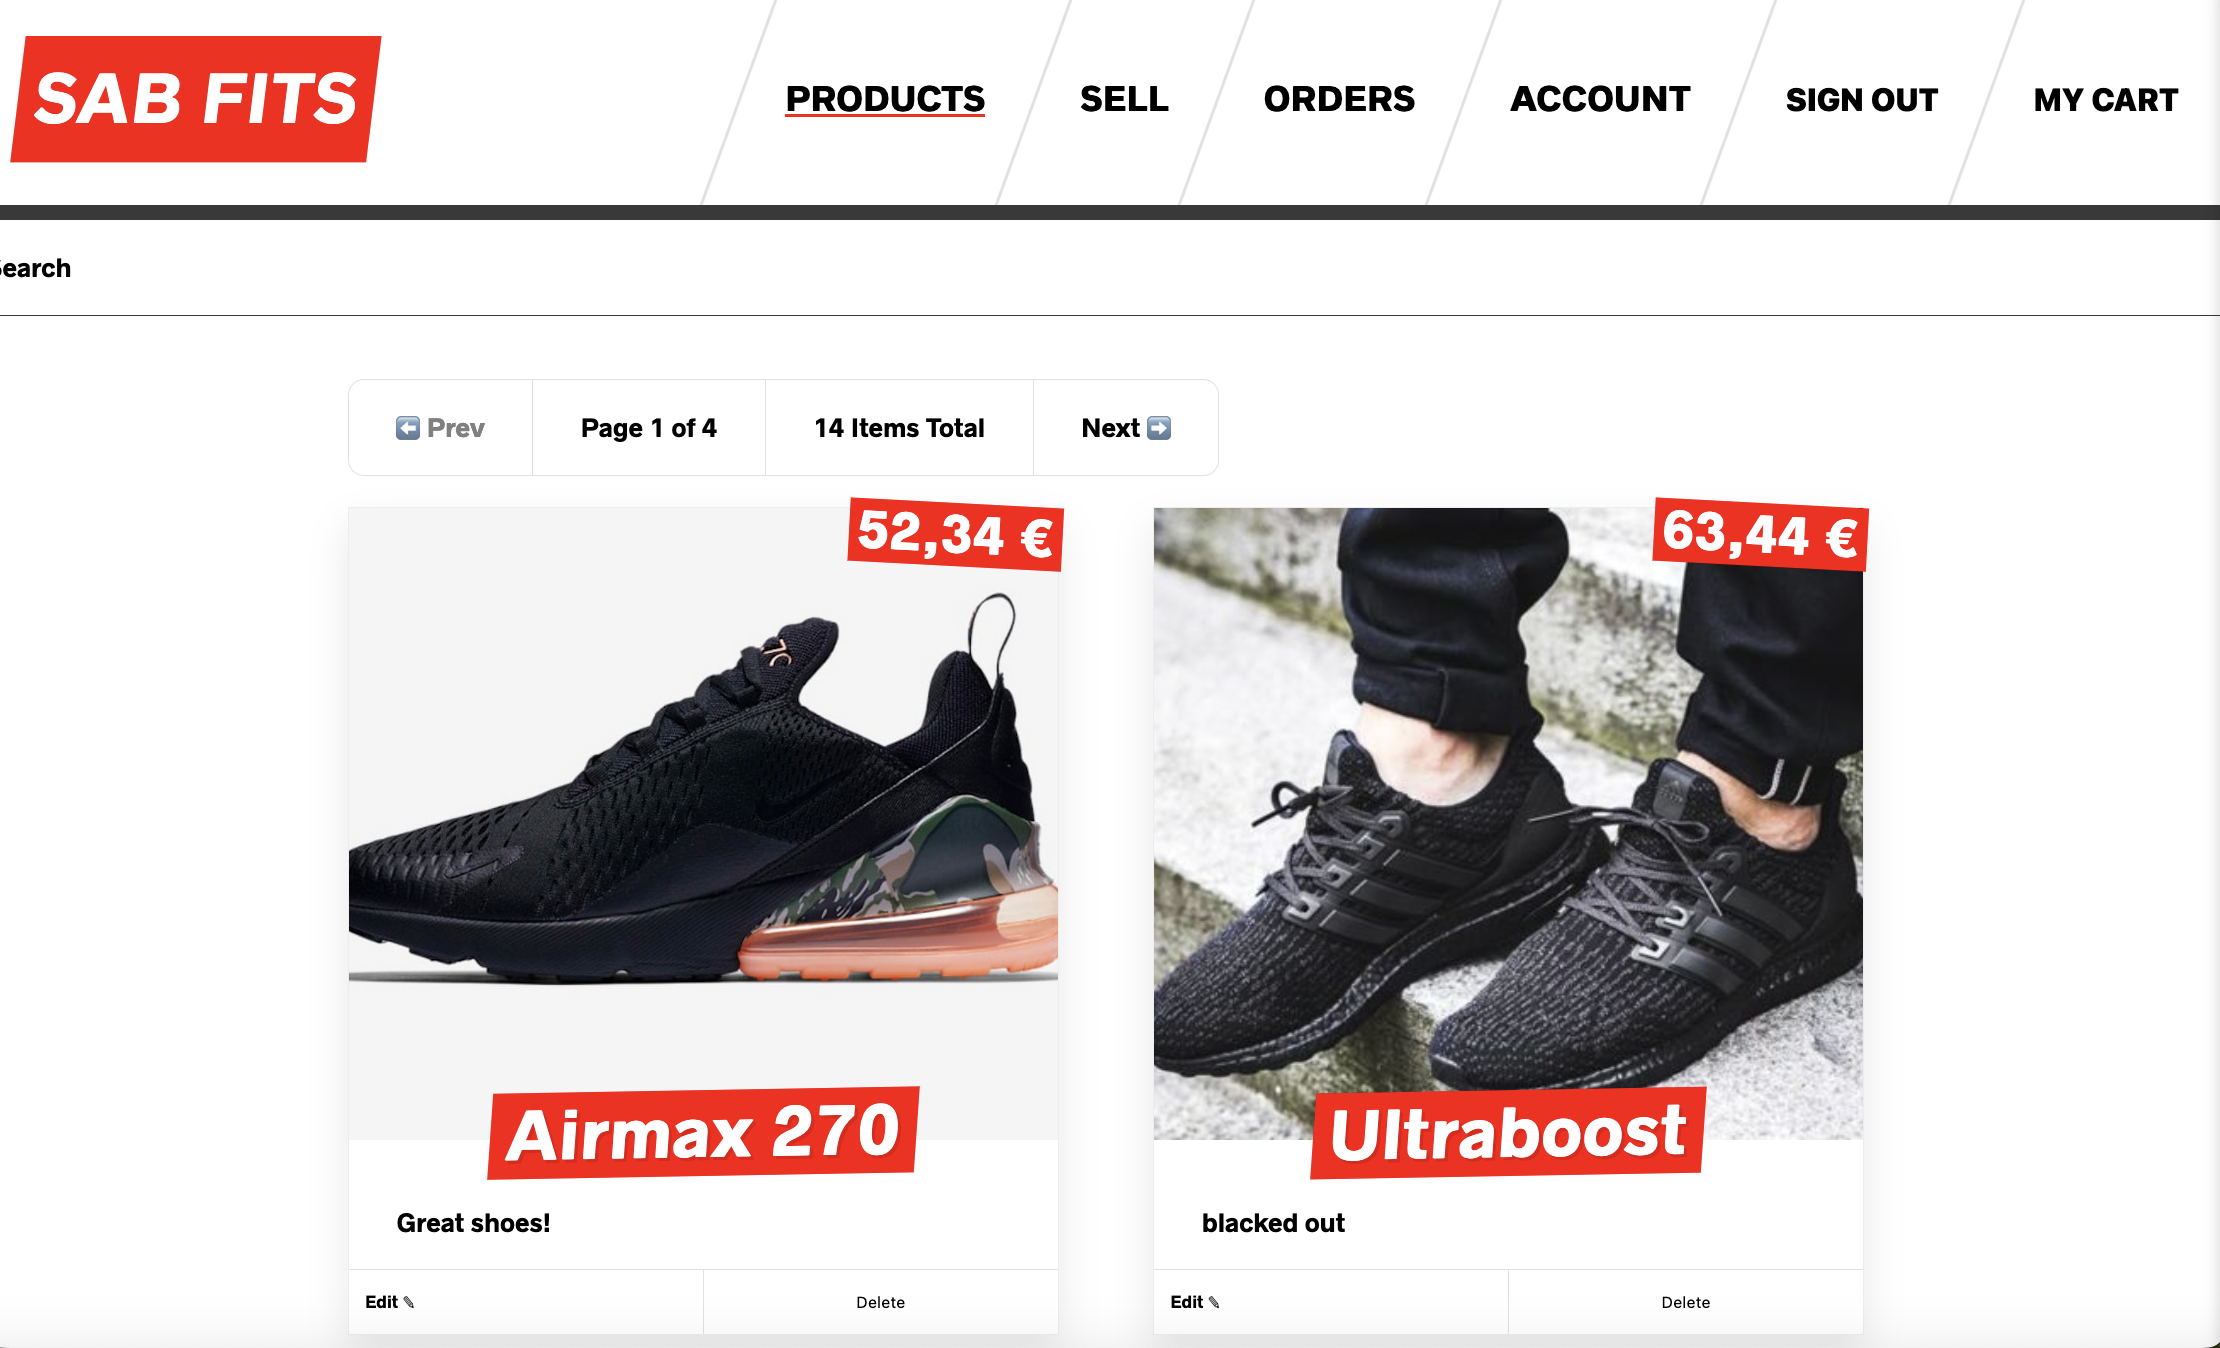 SAB FITS
PRODUCTS
SELL
ORDERS
ACCOUNT
SIGN OUT
MY CART
Search
⬅️ Prev
Page 1 of 4
14 Items Total
Next ➡️
52,34 €
Airmax 270
Great shoes!
Edit ✎
Delete
63,44 €
Ultraboost
blacked out
Edit ✎
Delete